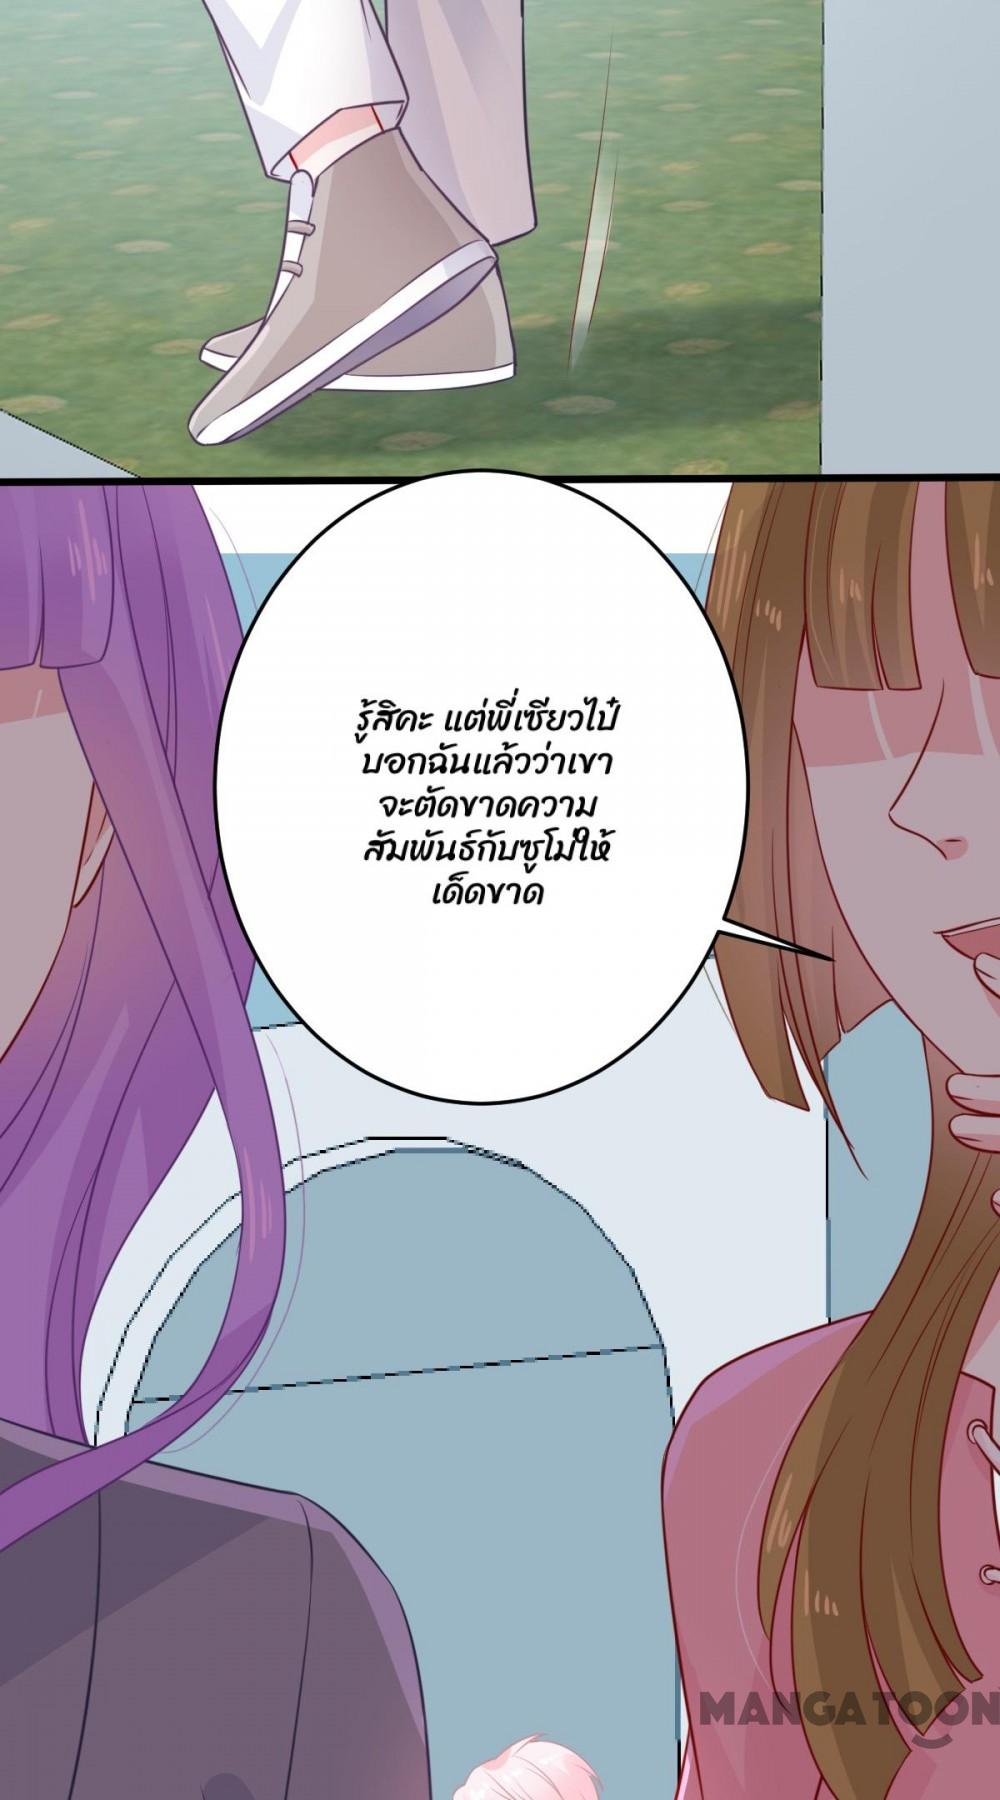 รู้สิคะ แต่พี่เซียวไป๋
บอกฉันแล้วว่าเขา
จะตัดขาดความ
สัมพันธ์กับซูโม่ให้
เด็ดขาด
MANGATOON